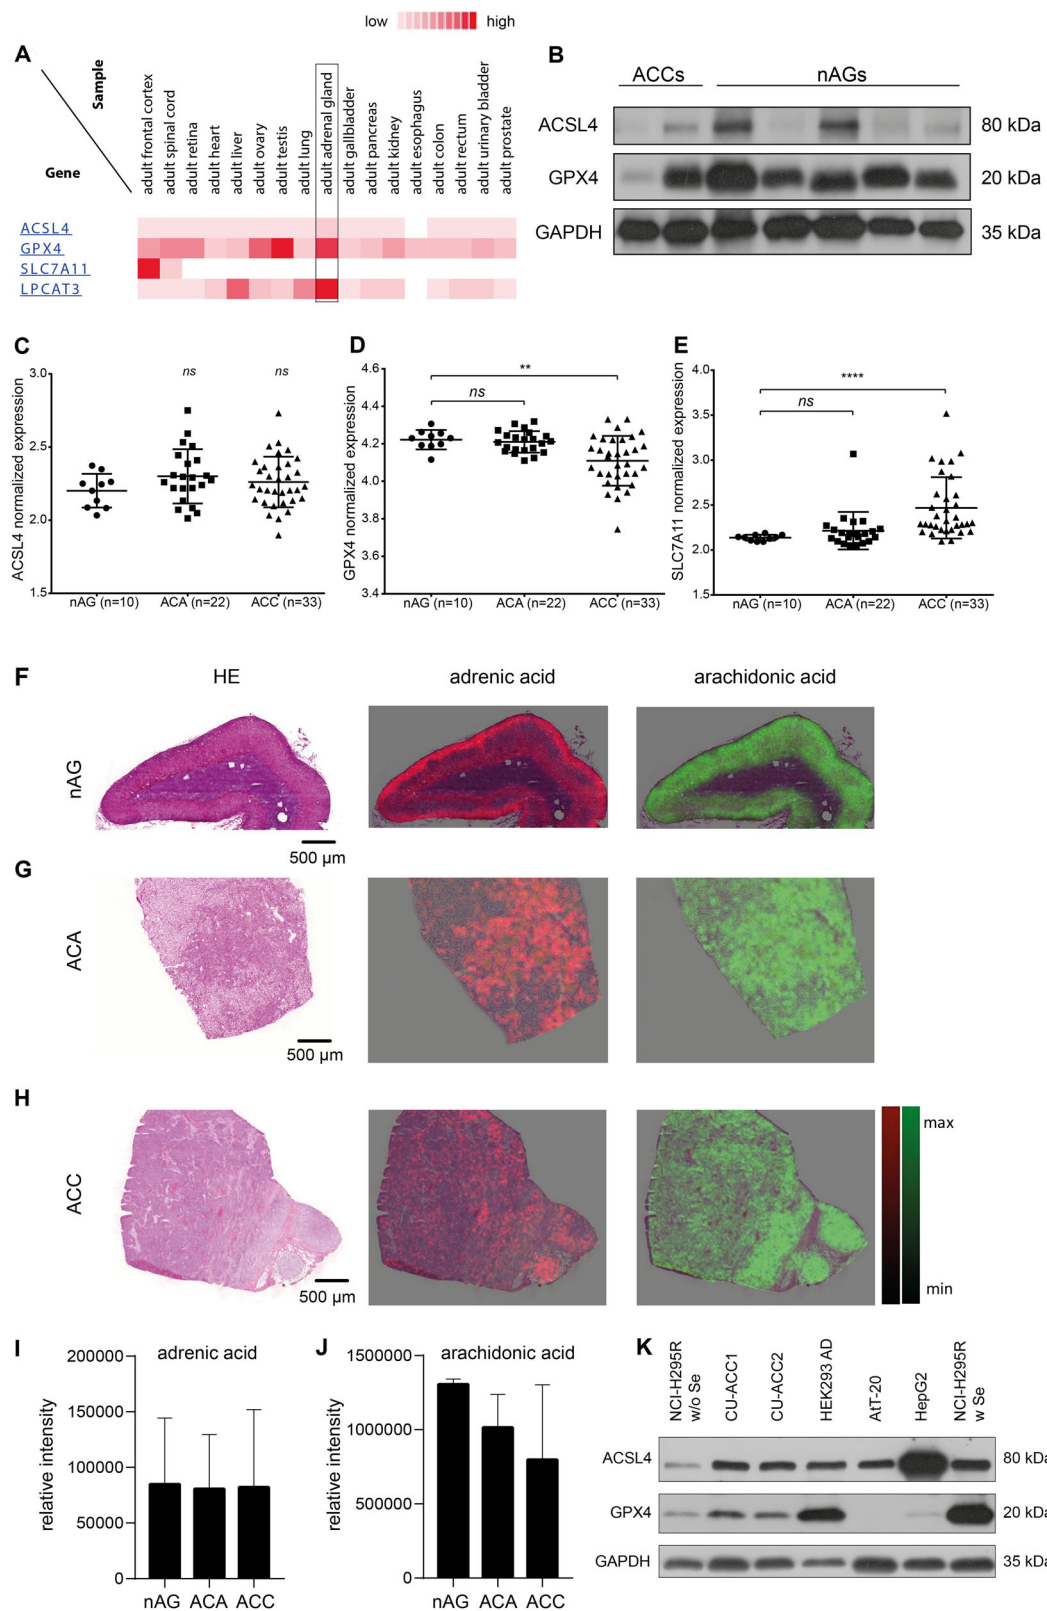 low high
A
Sample
Gene
adult frontal cortex
adult spinal cord
adult retina
adult heart
adult liver
adult ovary
adult testis
adult lung
adult adrenal gland
adult gallbladder
adult pancreas
adult kidney
adult esophagus
adult colon
adult rectum
adult urinary bladder
adult prostate
ACSL4
GPX4
SLC7A11
LPCAT3
B
ACCs nAGs
ACSL4 80 kDa
GPX4 20 kDa
GAPDH 35 kDa
C
ACSL4 normalized expression
3.0
2.5
2.0
1.5
ns ns
nAG (n=10) ACA (n=22) ACC (n=33)
D
GPX4 normalized expression
4.6
4.4
4.2
4.0
3.8
3.6
3.4
**
ns
nAG (n=10) ACA (n=22) ACC (n=33)
E
SLC7A11 normalized expression
4.0
3.5
3.0
2.5
2.0
1.5
****
ns
nAG (n=10) ACA (n=22) ACC (n=33)
F
HE adrenic acid arachidonic acid
nAG
500 µm
G
ACA
500 µm
H
ACC
500 µm
max
min
I
adrenic acid
relative intensity
200000
150000
100000
50000
0
nAG ACA ACC
J
arachidonic acid
relative intensity
1500000
1000000
500000
0
nAG ACA ACC
K
NCI-H295R
w/o Se
CU-ACC1
CU-ACC2
HEK293 AD
AtT-20
HepG2
NCI-H295R
w Se
ACSL4 80 kDa
GPX4 20 kDa
GAPDH 35 kDa